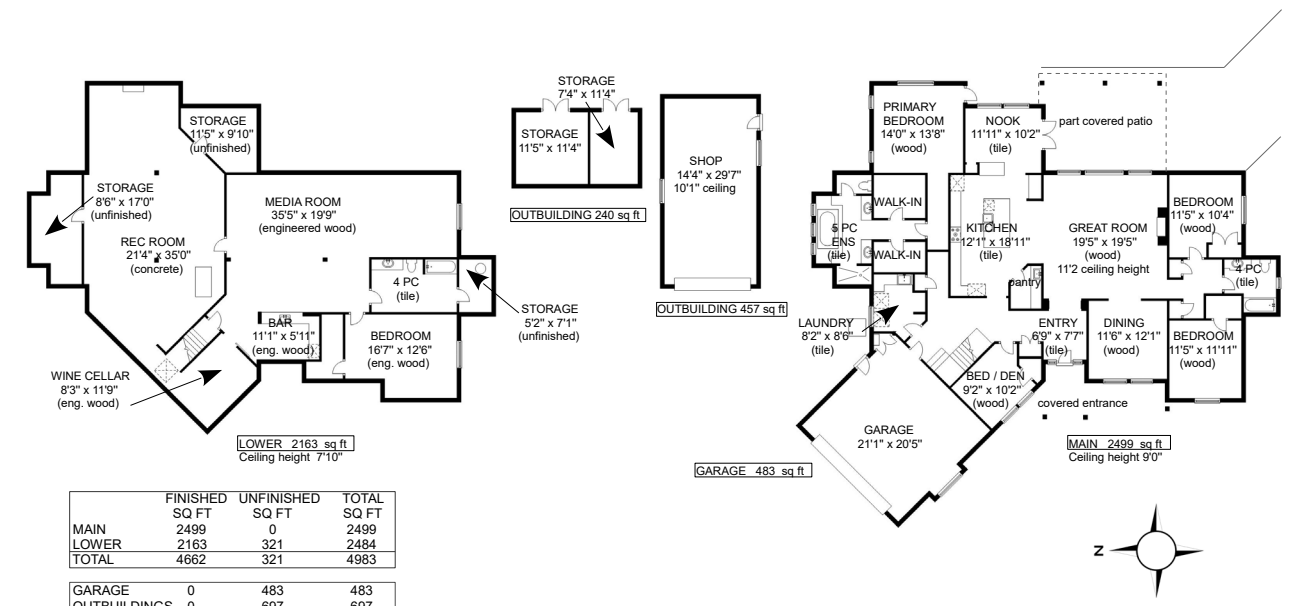 STORAGE
11'5" x 9'10"
(unfinished)
STORAGE
8'6" x 17'0"
(unfinished)
MEDIA ROOM
35'5" x 19'9"
(engineered wood)
REC ROOM
21'4" x 35'0"
(concrete)
4 PC
(tile)
STORAGE
5'2" x 7'1"
(unfinished)
BAR
11'1" x 5'11"
(eng. wood)
BEDROOM
16'7" x 12'6"
(eng. wood)
WINE CELLAR
8'3" x 11'9"
(eng. wood)
LOWER 2163 sq ft
Ceiling height 7'10"
STORAGE
7'4" x 11'4"
STORAGE
11'5" x 11'4"
OUTBUILDING 240 sq ft
SHOP
14'4" x 29'7"
10'1" ceiling
OUTBUILDING 457 sq ft
PRIMARY
BEDROOM
14'0" x 13'8"
(wood)
NOOK
11'11" x 10'2"
(tile)
part covered patio
WALK-IN
5 PC
ENS
(tile)
WALK-IN
KITCHEN
12'1" x 18'11"
(tile)
GREAT ROOM
19'5" x 19'5"
(wood)
11'2 ceiling height
BEDROOM
11'5" x 10'4"
(wood)
4 PC
(tile)
pantry
LAUNDRY
8'2" x 8'6"
(tile)
ENTRY
6'9" x 7'7"
(tile)
DINING
11'6" x 12'1"
(wood)
BEDROOM
11'5" x 11'11"
(wood)
BED / DEN
9'2" x 10'2"
(wood)
covered entrance
GARAGE
21'1" x 20'5"
GARAGE 483 sq ft
MAIN 2499 sq ft
Ceiling height 9'0"
FINISHED UNFINISHED TOTAL
SQ FT SQ FT SQ FT
MAIN 2499 0 2499
LOWER 2163 321 2484
TOTAL 4662 321 4983
GARAGE 0 483 483
OUTBUILDINGS 0 697 697
Z